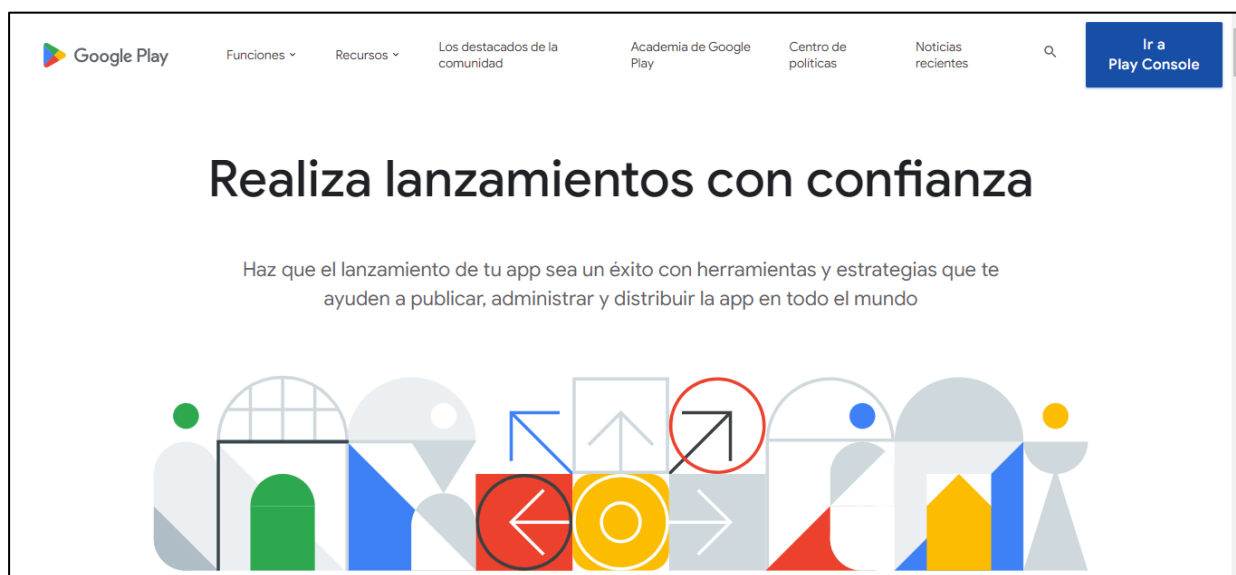 Google Play
Funciones
Recursos
Los destacados de la
comunidad
Academia de Google
Play
Centro de
políticas
Noticias
recientes
Ir a
Play Console
Realiza lanzamientos con confianza
Haz que el lanzamiento de tu app sea un éxito con herramientas y estrategias que te
ayuden a publicar, administrar y distribuir la app en todo el mundo